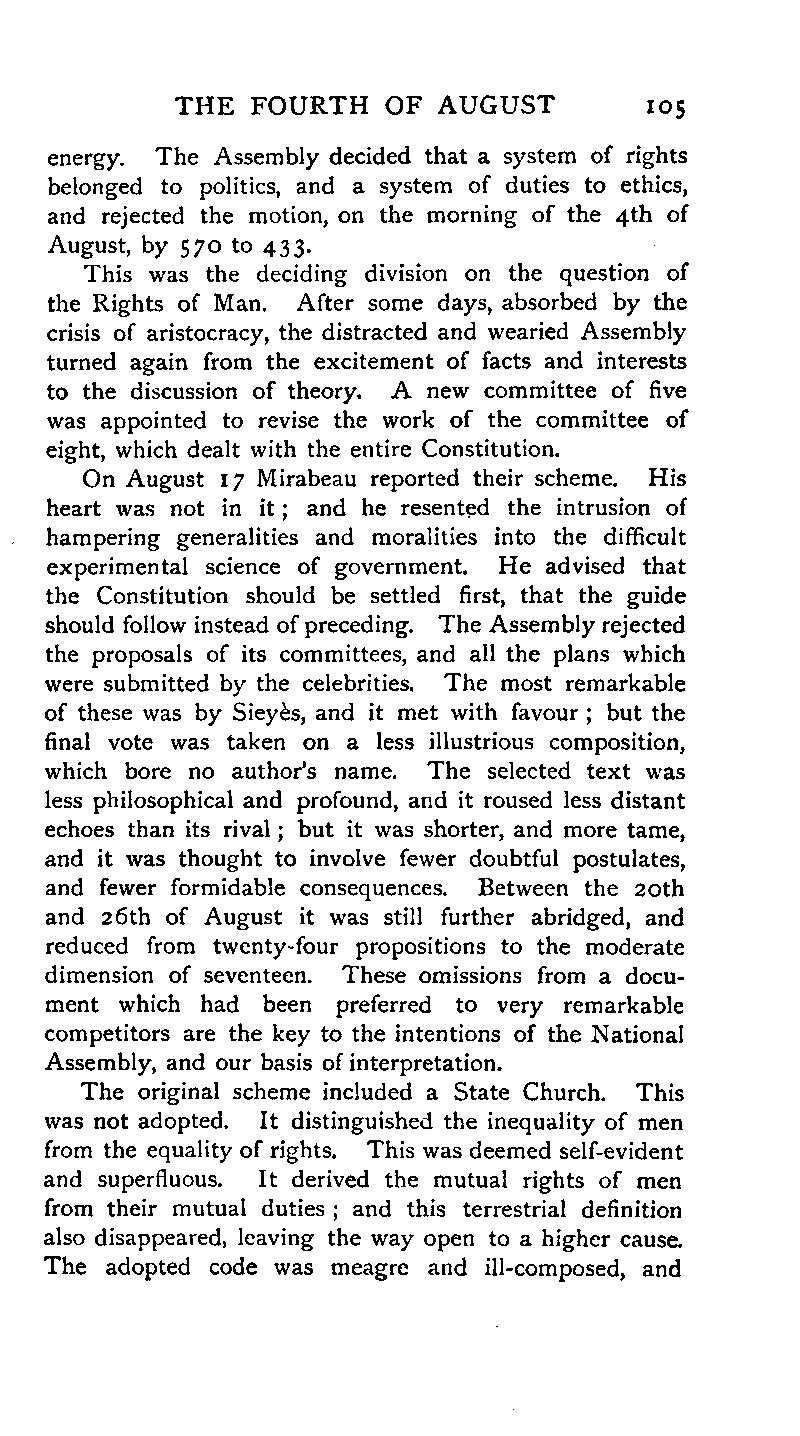 THE FOURTH OF AUGUST 105
energy. The Assembly decided that a system of rights
belonged to politics, and a system of duties to ethics,
and rejected the motion, on the morning of the 4th of
August, by 570 to 433.
This was the deciding division on the question of
the Rights of Man. After some days, absorbed by the
crisis of aristocracy, the distracted and wearied Assembly
turned again from the excitement of facts and interests
to the discussion of theory. A new committee of five
was appointed to revise the work of the committee of
eight, which dealt with the entire Constitution.
On August 17 Mirabeau reported their scheme. His
heart was not in it ; and he resented the intrusion of
hampering generalities and moralities into the difficult
experimental science of government. He advised that
the Constitution should be settled first, that the guide
should follow instead of preceding. The Assembly rejected
the proposals of its committees, and all the plans which
were submitted by the celebrities. The most remarkable
of these was by Sieyès, and it met with favour ; but the
final vote was taken on a less illustrious composition,
which bore no author's name. The selected text was
less philosophical and profound, and it roused less distant
echoes than its rival ; but it was shorter, and more tame,
and it was thought to involve fewer doubtful postulates,
and fewer formidable consequences. Between the 20th
and 26th of August it was still further abridged, and
reduced from twenty-four propositions to the moderate
dimension of seventeen. These omissions from a docu-
ment which had been preferred to very remarkable
competitors are the key to the intentions of the National
Assembly, and our basis of interpretation.
The original scheme included a State Church. This
was not adopted. It distinguished the inequality of men
from the equality of rights. This was deemed self-evident
and superfluous. It derived the mutual rights of men
from their mutual duties ; and this terrestrial definition
also disappeared, leaving the way open to a higher cause.
The adopted code was meagre and ill-composed, and